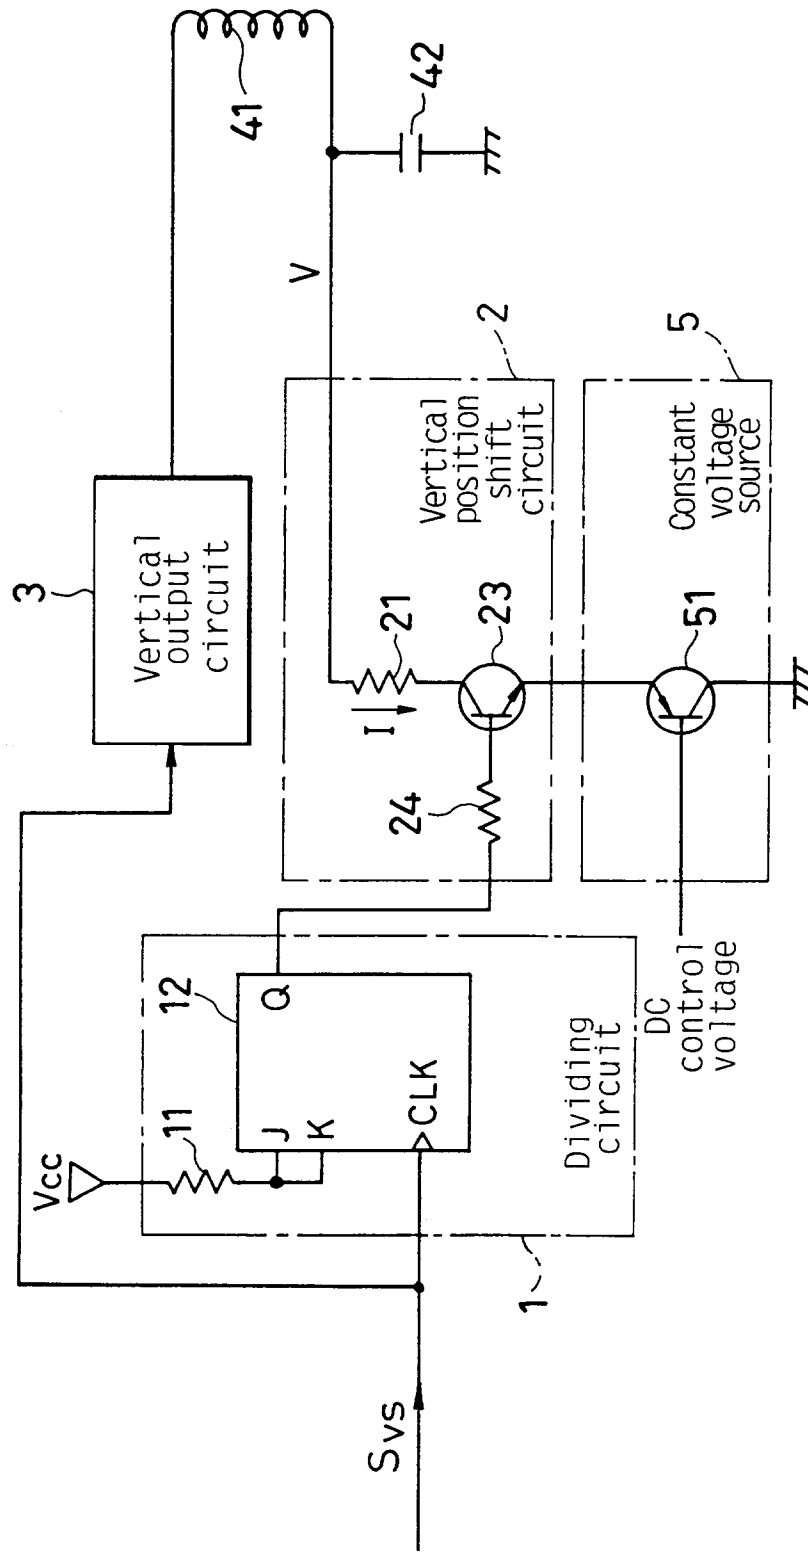 3
Vertical
output
circuit
41
42
V
2
Vertical
position
shift
circuit
21
I
23
24
5
Constant
voltage
source
51
Vcc
11
12
J
K
Q
CLK
Dividing
circuit
1
DC
control
voltage
Svs